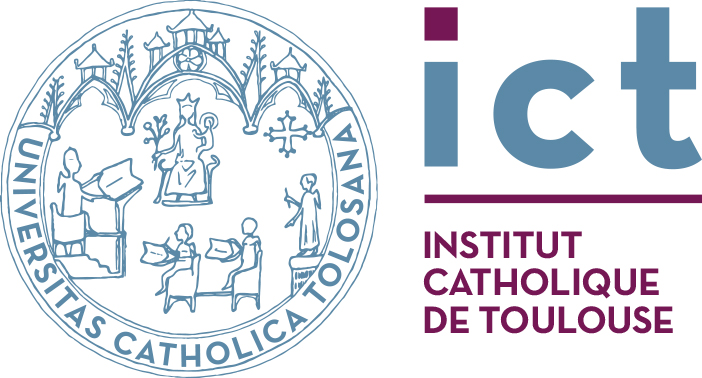 UNIVERSITAS CATHOLICA TOLOSANA
ict
INSTITUT
CATHOLIQUE
DE TOULOUSE